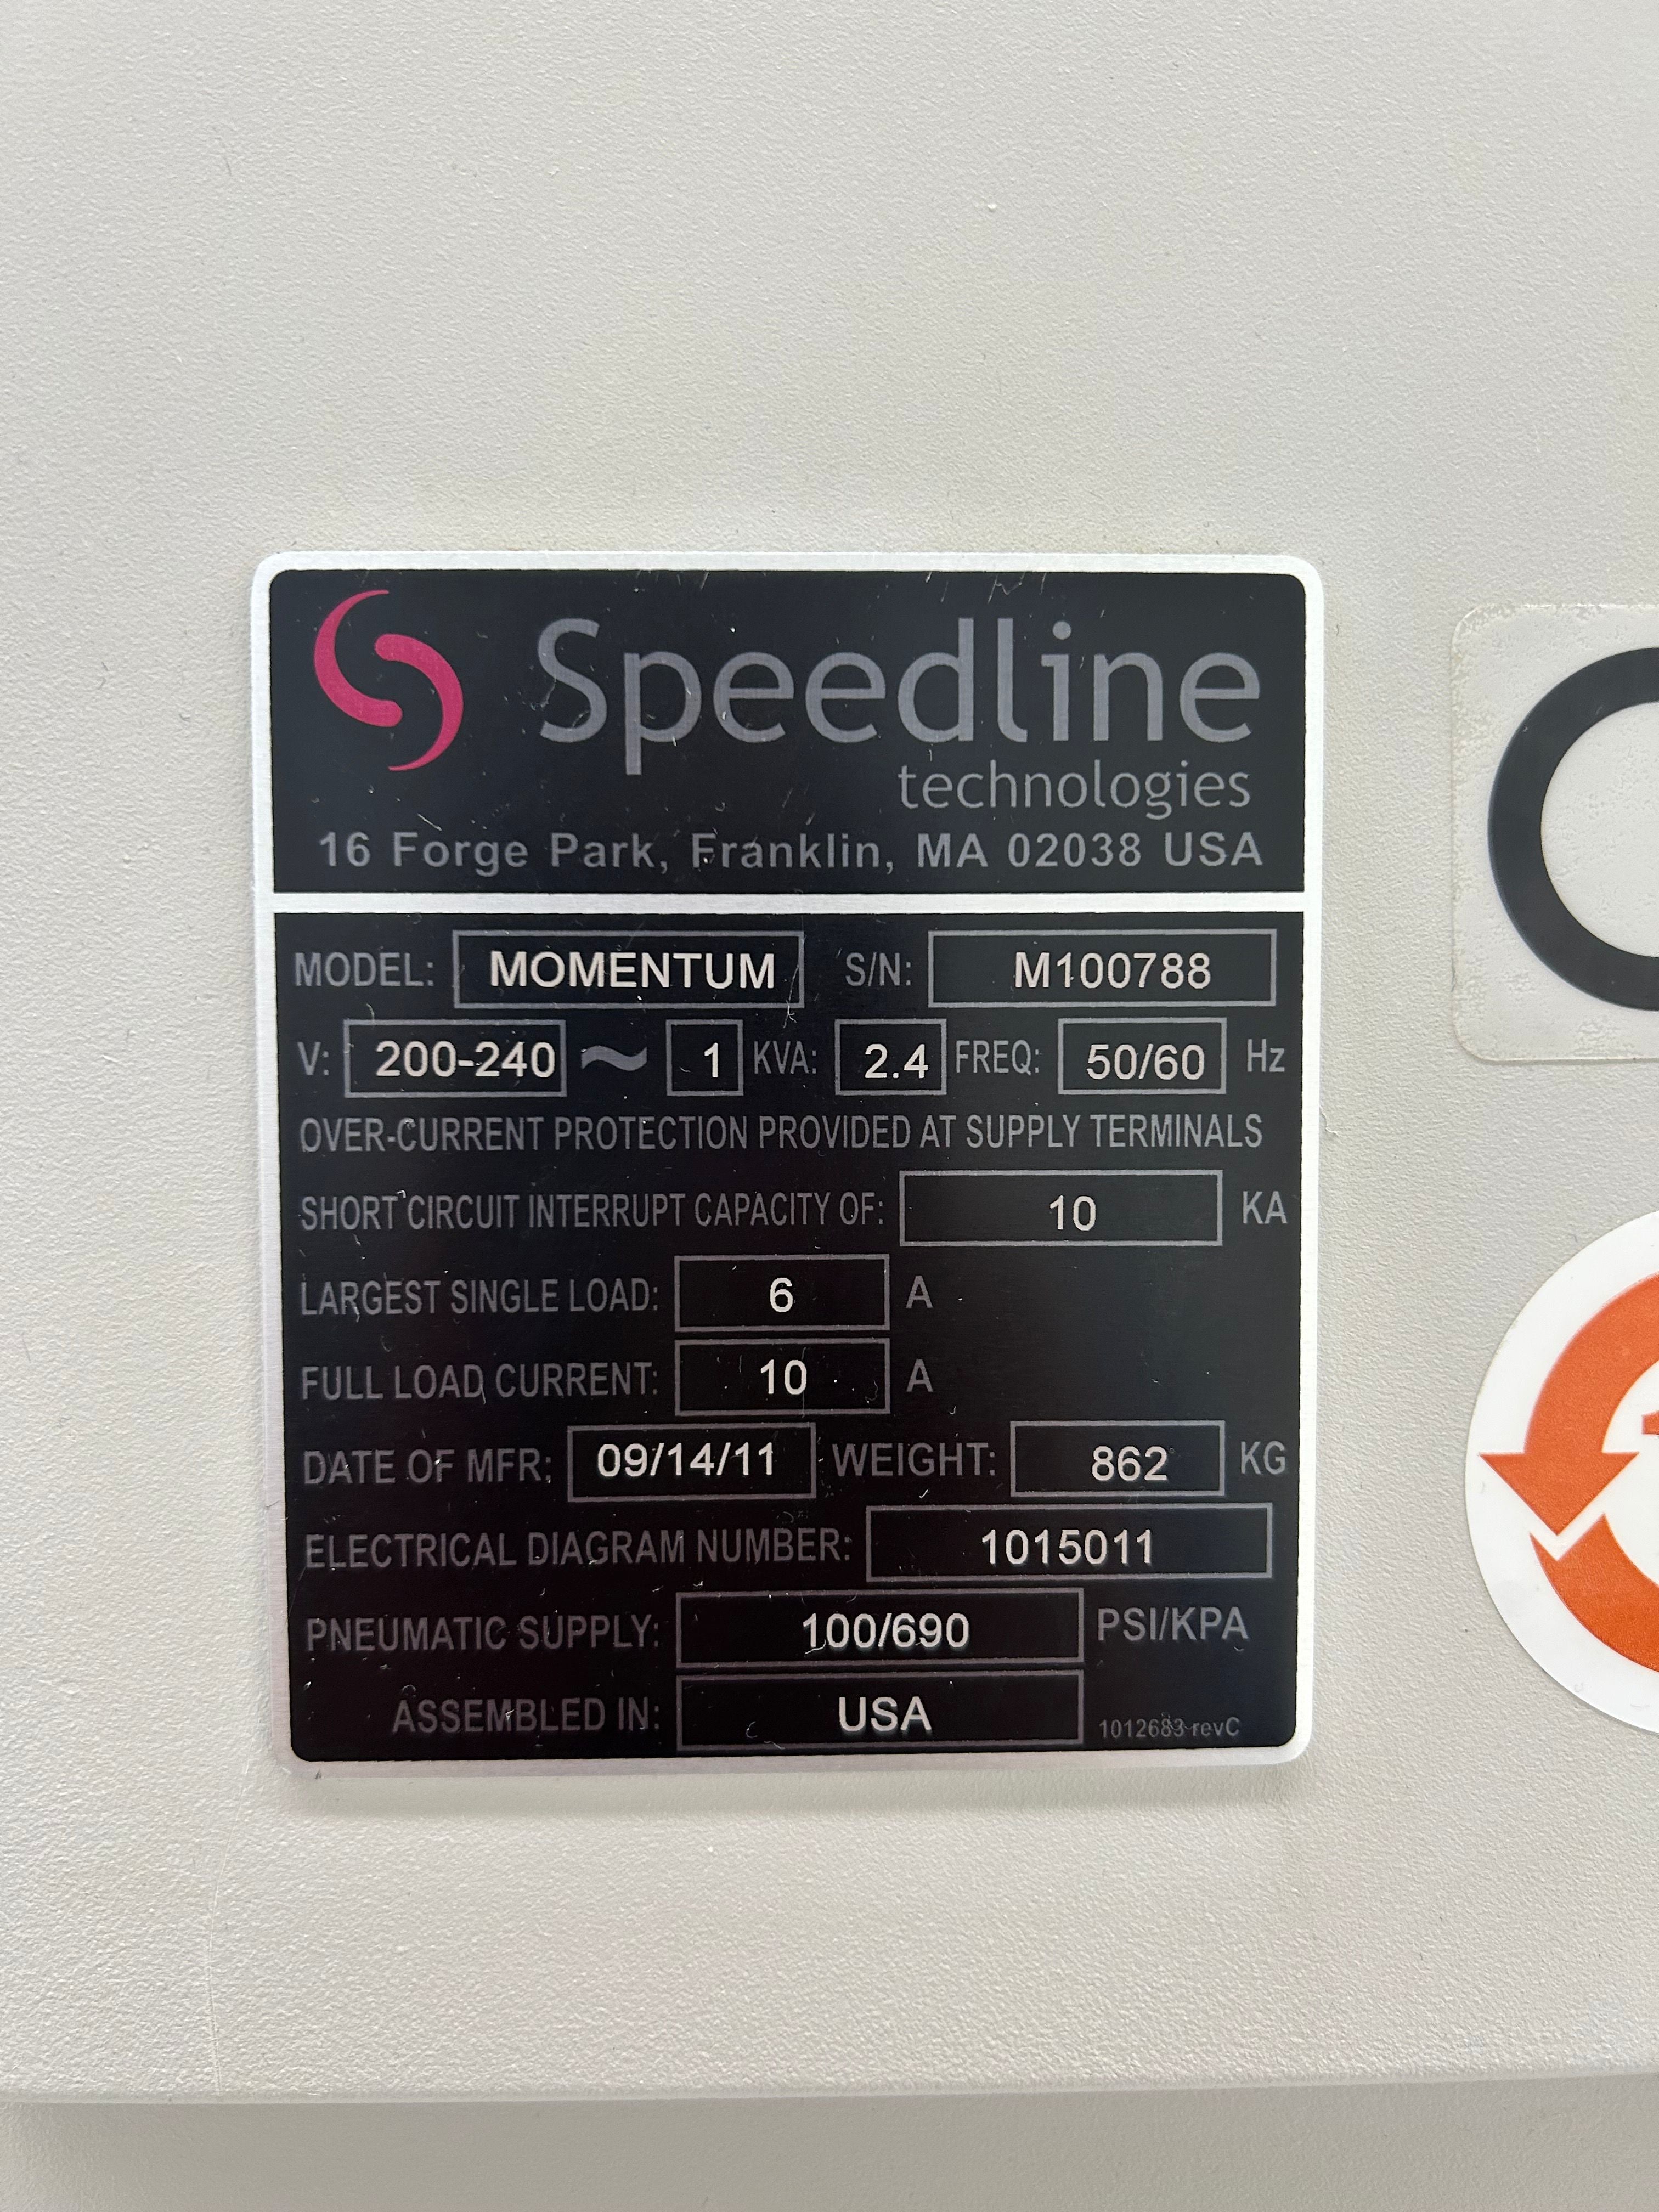 Speedline
technologies
16 Forge Park, Franklin, MA 02038 USA
MODEL: MOMENTUM S/N: M100788
V: 200-240 ~ 1 KVA: 2.4 FREQ: 50/60 Hz
OVER-CURRENT PROTECTION PROVIDED AT SUPPLY TERMINALS
SHORT CIRCUIT INTERRUPT CAPACITY OF: 10 KA
LARGEST SINGLE LOAD: 6 A
FULL LOAD CURRENT: 10 A
DATE OF MFR: 09/14/11 WEIGHT: 862 KG
ELECTRICAL DIAGRAM NUMBER: 1015011
PNEUMATIC SUPPLY: 100/690 PSI/KPA
ASSEMBLED IN: USA
1012683 revC